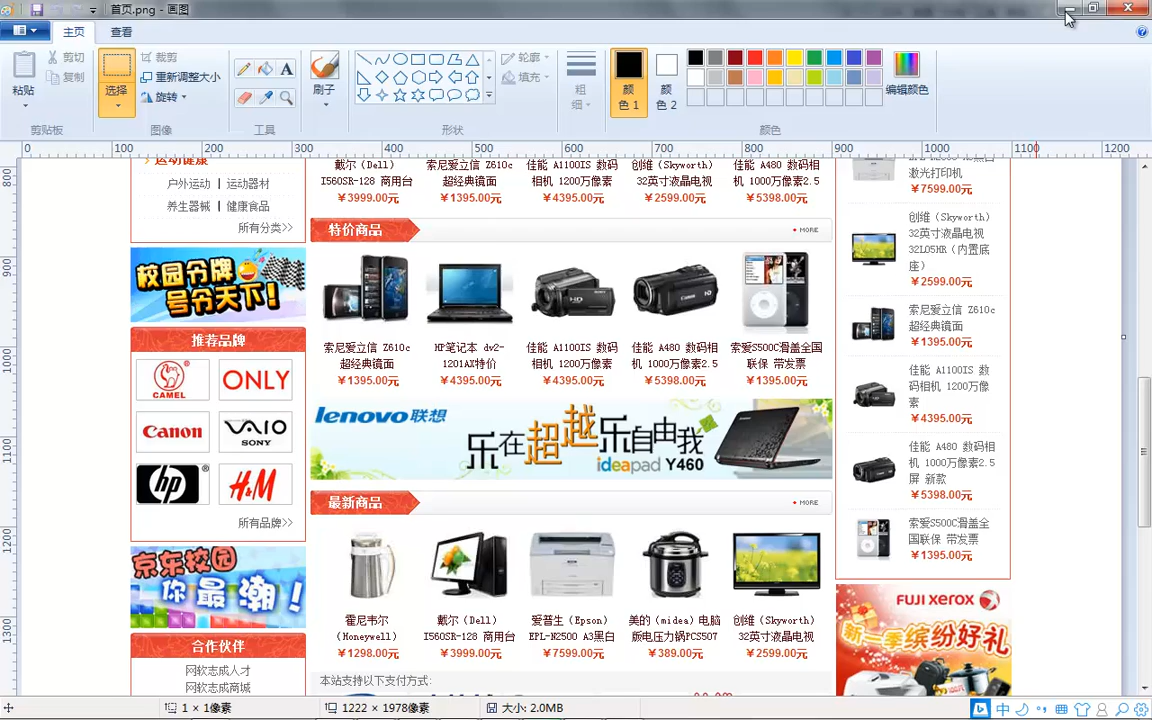 首页.png - 画图
主页
查看
粘贴
剪切
复制
剪贴板
选择
裁剪
重新调整大小
旋转
图像
A
工具
刷子
形状
轮廓
填充
粗细
颜色 1
颜色 2
编辑颜色
颜色
0 100 200 300 400 500 600 700 800 900 1000 1100 1200
800
900
1000
1100
1200
1300
运动健康
户外运动 | 运动器材
养生器械 | 健康食品
所有分类>>
校园令牌
号令天下!
推荐品牌
CAMEL
ONLY
Canon
VAIO
SONY
hp
H&M
所有品牌>>
京东校园
你最潮!
合作伙伴
网软志成人才
网软志成商城
戴尔（Dell）
I560SR-128 商用台
￥3999.00元
索尼爱立信 Z610c
超经典镜面
￥1395.00元
佳能 A1100IS 数码
相机 1200万像素
￥4395.00元
创维（Skyworth）
32英寸液晶电视
￥2599.00元
佳能 A480 数码相
机 1000万像素2.5
￥5398.00元
特价商品
MORE
索尼爱立信 Z610c
超经典镜面
￥1395.00元
HP笔记本 dv2-
1201AX特价
￥4395.00元
佳能 A1100IS 数码
相机 1200万像素
￥4395.00元
佳能 A480 数码相
机 1000万像素2.5
￥5398.00元
索爱S500C滑盖全国
联保 带发票
￥1395.00元
lenovo联想
乐在超越乐自由我
ideapad Y460
最新商品
MORE
霍尼韦尔
（Honeywell）
￥1298.00元
戴尔（Dell）
I560SR-128 商用台
￥3999.00元
爱普生（Epson）
EPL-N2500 A3黑白
￥7599.00元
美的（midea）电脑
版电压力锅PCS507
￥389.00元
创维（Skyworth）
32英寸液晶电视
￥2599.00元
本站支持以下支付方式:
激光打印机
￥7599.00元
创维（Skyworth）
32英寸液晶电视
32L05HR（内置底
座）
￥2599.00元
索尼爱立信 Z610c
超经典镜面
￥1395.00元
佳能 A1100IS 数
码相机 1200万像
素
￥4395.00元
佳能 A480 数码相
机 1000万像素2.5
屏 新款
￥5398.00元
索爱S500C滑盖全
国联保 带发票
￥1395.00元
FUJI XEROX
新一季缤纷好礼
1 × 1像素
1222 × 1978像素
大小: 2.0MB
中